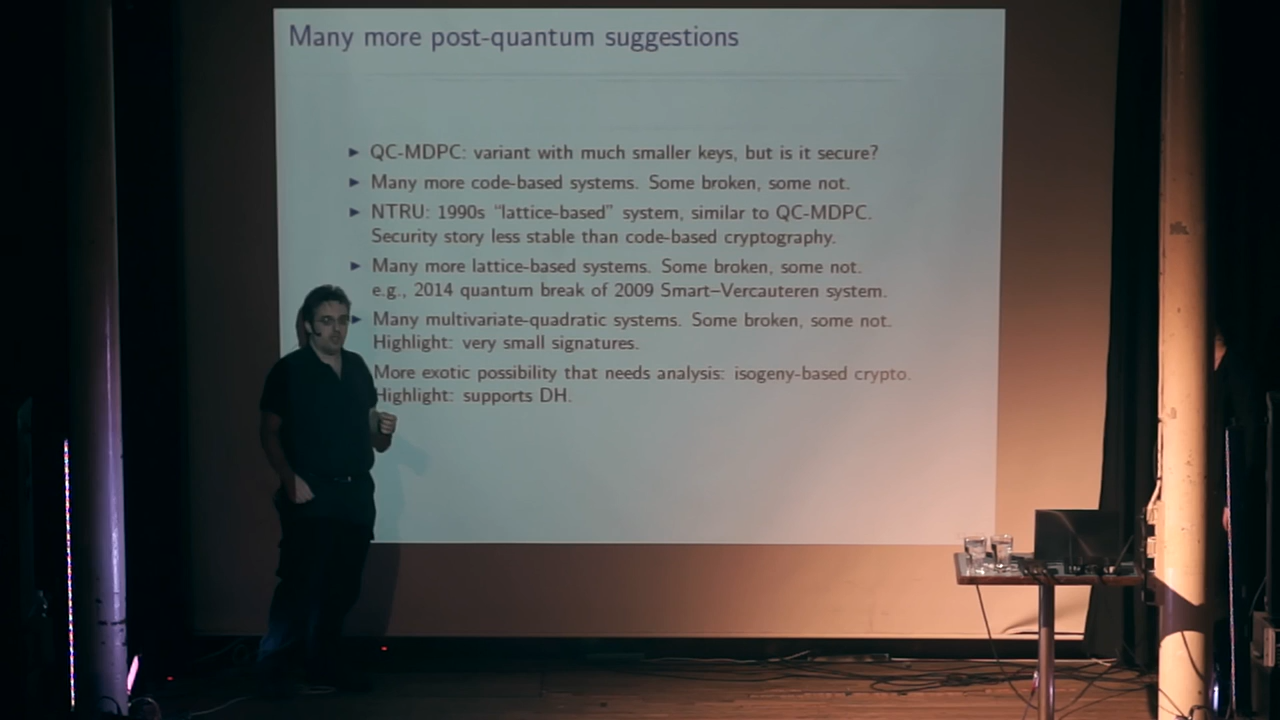 Many more post-quantum suggestions
► QC-MDPC: variant with much smaller keys, but is it secure?
► Many more code-based systems. Some broken, some not.
► NTRU: 1990s “lattice-based” system, similar to QC-MDPC.
Security story less stable than code-based cryptography.
► Many more lattice-based systems. Some broken, some not.
e.g., 2014 quantum break of 2009 Smart–Vercauteren system.
► Many multivariate-quadratic systems. Some broken, some not.
Highlight: very small signatures.
More exotic possibility that needs analysis: isogeny-based crypto.
Highlight: supports DH.